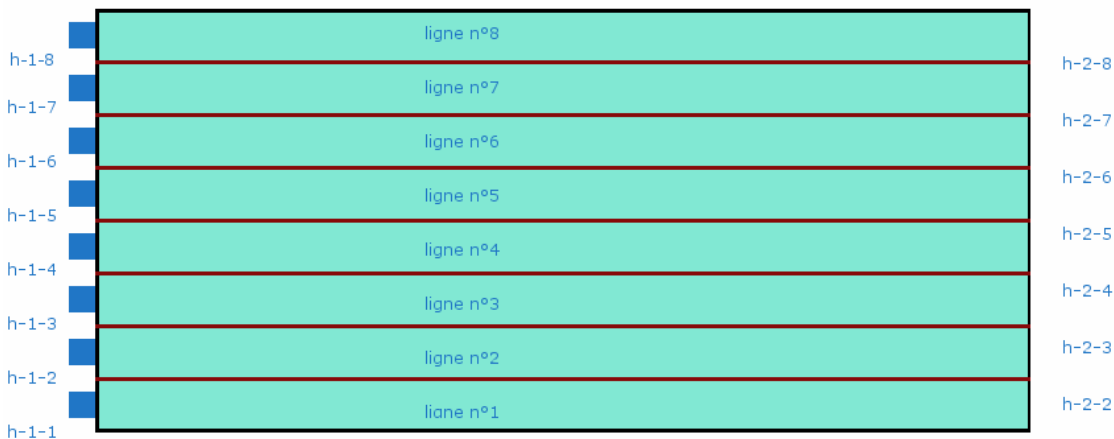 ligne n°8
h-1-8
h-2-8
ligne n°7
h-1-7
h-2-7
ligne n°6
h-1-6
h-2-6
ligne n°5
h-1-5
h-2-5
ligne n°4
h-1-4
h-2-4
ligne n°3
h-1-3
h-2-3
ligne n°2
h-1-2
h-2-2
ligne n°1
h-1-1